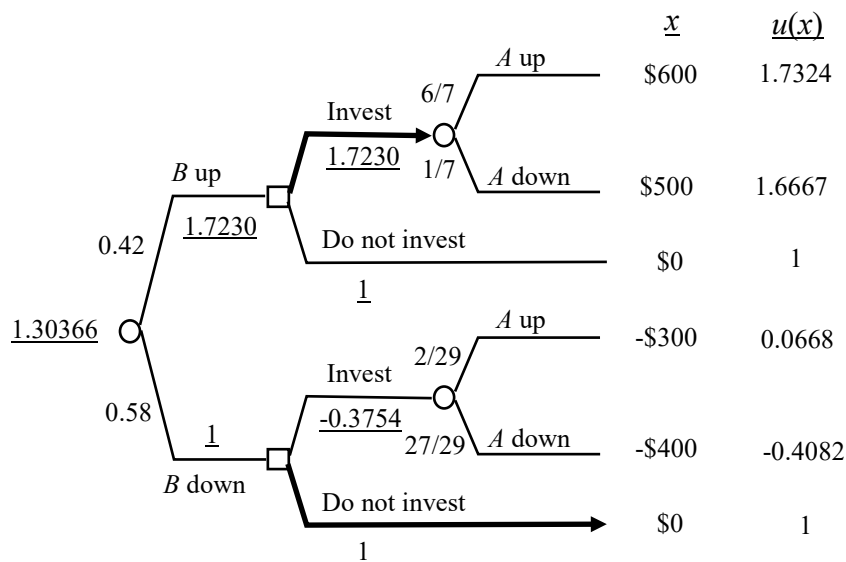 x u(x)
A up $600 1.7324
6/7
Invest
1.7230
1/7
A down $500 1.6667
B up
1.7230
Do not invest $0 1
1
0.42
1.30366
A up -$300 0.0668
2/29
Invest
-0.3754
27/29
A down -$400 -0.4082
0.58
1
B down
Do not invest $0 1
1